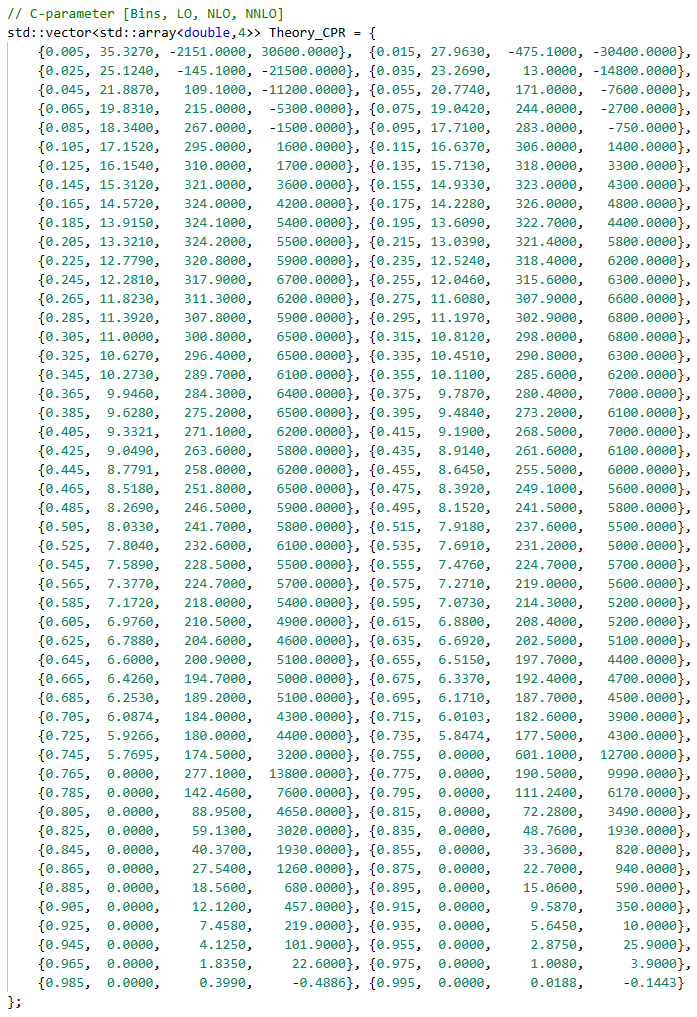 // C-parameter [Bins, LO, NLO, NNLO]
std::vector<std::array<double,4>> Theory_CPR = {
    {0.005, 35.3270, -2151.0000, 30600.0000},  {0.015, 27.9630,  -475.1000, -30400.0000},
    {0.025, 25.1240,  -145.1000, -21500.0000}, {0.035, 23.2690,    13.0000, -14800.0000},
    {0.045, 21.8870,   109.1000, -11200.0000}, {0.055, 20.7740,   171.0000,  -7600.0000},
    {0.065, 19.8310,   215.0000,  -5300.0000}, {0.075, 19.0420,   244.0000,  -2700.0000},
    {0.085, 18.3400,   267.0000,  -1500.0000}, {0.095, 17.7100,   283.0000,   -750.0000},
    {0.105, 17.1520,   295.0000,   1600.0000}, {0.115, 16.6370,   306.0000,   1400.0000},
    {0.125, 16.1540,   310.0000,   1700.0000}, {0.135, 15.7130,   318.0000,   3300.0000},
    {0.145, 15.3120,   321.0000,   3600.0000}, {0.155, 14.9330,   323.0000,   4300.0000},
    {0.165, 14.5720,   324.0000,   4200.0000}, {0.175, 14.2280,   326.0000,   4800.0000},
    {0.185, 13.9150,   324.1000,   5400.0000}, {0.195, 13.6090,   322.7000,   4400.0000},
    {0.205, 13.3210,   324.2000,   5500.0000}, {0.215, 13.0390,   321.4000,   5800.0000},
    {0.225, 12.7790,   320.8000,   5900.0000}, {0.235, 12.5240,   318.4000,   6200.0000},
    {0.245, 12.2810,   317.9000,   6700.0000}, {0.255, 12.0460,   315.6000,   6300.0000},
    {0.265, 11.8230,   311.3000,   6200.0000}, {0.275, 11.6080,   307.9000,   6600.0000},
    {0.285, 11.3920,   307.8000,   5900.0000}, {0.295, 11.1970,   302.9000,   6800.0000},
    {0.305, 11.0000,   300.8000,   6500.0000}, {0.315, 10.8120,   298.0000,   6800.0000},
    {0.325, 10.6270,   296.4000,   6500.0000}, {0.335, 10.4510,   290.8000,   6300.0000},
    {0.345, 10.2730,   289.7000,   6100.0000}, {0.355, 10.1100,   285.6000,   6200.0000},
    {0.365,  9.9460,   284.3000,   6400.0000}, {0.375,  9.7870,   280.4000,   7000.0000},
    {0.385,  9.6280,   275.2000,   6500.0000}, {0.395,  9.4840,   273.2000,   6100.0000},
    {0.405,  9.3321,   271.1000,   6200.0000}, {0.415,  9.1900,   268.5000,   7000.0000},
    {0.425,  9.0490,   263.6000,   5800.0000}, {0.435,  8.9140,   261.6000,   6100.0000},
    {0.445,  8.7791,   258.0000,   6200.0000}, {0.455,  8.6450,   255.5000,   6000.0000},
    {0.465,  8.5180,   251.8000,   6500.0000}, {0.475,  8.3920,   249.1000,   5600.0000},
    {0.485,  8.2690,   246.5000,   5900.0000}, {0.495,  8.1520,   241.5000,   5800.0000},
    {0.505,  8.0330,   241.7000,   5800.0000}, {0.515,  7.9180,   237.6000,   5500.0000},
    {0.525,  7.8040,   232.6000,   6100.0000}, {0.535,  7.6910,   231.2000,   5000.0000},
    {0.545,  7.5890,   228.5000,   5500.0000}, {0.555,  7.4760,   224.7000,   5700.0000},
    {0.565,  7.3770,   224.7000,   5700.0000}, {0.575,  7.2710,   219.0000,   5600.0000},
    {0.585,  7.1720,   218.0000,   5400.0000}, {0.595,  7.0730,   214.3000,   5200.0000},
    {0.605,  6.9760,   210.5000,   4900.0000}, {0.615,  6.8800,   208.4000,   5200.0000},
    {0.625,  6.7880,   204.6000,   4600.0000}, {0.635,  6.6920,   202.5000,   5100.0000},
    {0.645,  6.6000,   200.9000,   5100.0000}, {0.655,  6.5150,   197.7000,   4400.0000},
    {0.665,  6.4260,   194.7000,   5000.0000}, {0.675,  6.3370,   192.4000,   4700.0000},
    {0.685,  6.2530,   189.2000,   5100.0000}, {0.695,  6.1710,   187.7000,   4500.0000},
    {0.705,  6.0874,   184.0000,   4300.0000}, {0.715,  6.0103,   182.6000,   3900.0000},
    {0.725,  5.9266,   180.0000,   4400.0000}, {0.735,  5.8474,   177.5000,   4300.0000},
    {0.745,  5.7695,   174.5000,   3200.0000}, {0.755,  0.0000,   601.1000,  12700.0000},
    {0.765,  0.0000,   277.1000,  13800.0000}, {0.775,  0.0000,   190.5000,   9990.0000},
    {0.785,  0.0000,   142.4600,   7600.0000}, {0.795,  0.0000,   111.2400,   6170.0000},
    {0.805,  0.0000,    88.9500,   4650.0000}, {0.815,  0.0000,    72.2800,   3490.0000},
    {0.825,  0.0000,    59.1300,   3020.0000}, {0.835,  0.0000,    48.7600,   1930.0000},
    {0.845,  0.0000,    40.3700,   1930.0000}, {0.855,  0.0000,    33.3600,    820.0000},
    {0.865,  0.0000,    27.5400,   1260.0000}, {0.875,  0.0000,    22.7000,    940.0000},
    {0.885,  0.0000,    18.5600,    680.0000}, {0.895,  0.0000,    15.0600,    590.0000},
    {0.905,  0.0000,    12.1200,    457.0000}, {0.915,  0.0000,     9.5870,    350.0000},
    {0.925,  0.0000,     7.4580,    219.0000}, {0.935,  0.0000,     5.6450,     10.0000},
    {0.945,  0.0000,     4.1250,    101.9000}, {0.955,  0.0000,     2.8750,     25.9000},
    {0.965,  0.0000,     1.8350,     22.6000}, {0.975,  0.0000,     1.0080,      3.9000},
    {0.985,  0.0000,     0.3990,     -0.4886}, {0.995,  0.0000,     0.0188,     -0.1443}
};